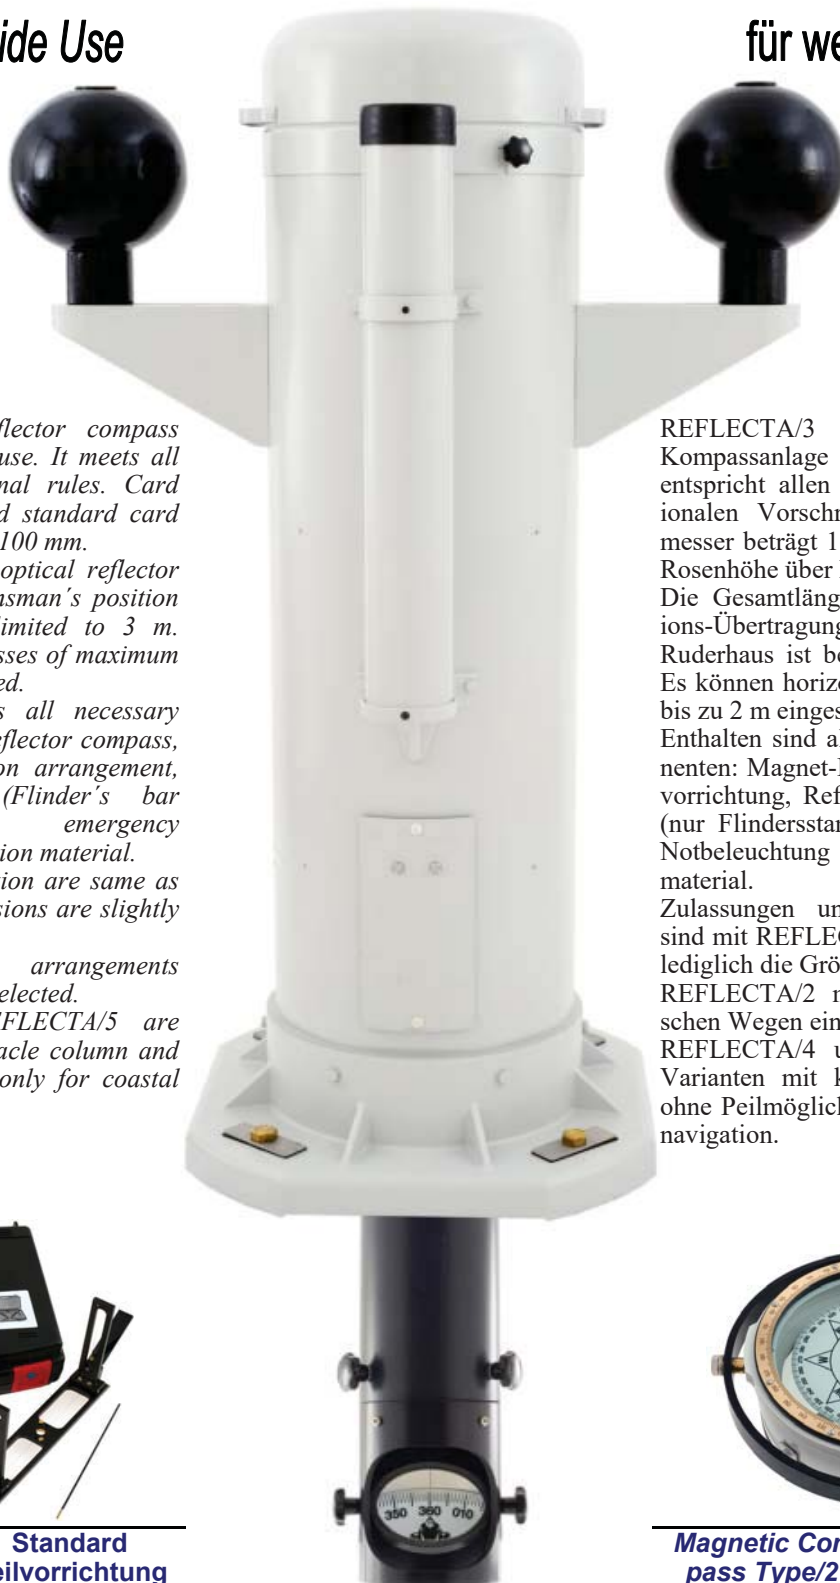 ide Use
für we
flector compass
use. It meets all
nal rules. Card
d standard card
100 mm.
optical reflector
nsman´s position
limited to 3 m.
sses of maximum
ed.
s all necessary
eflector compass,
on arrangement,
(Flinder´s bar
emergency
tion material.
tion are same as
sions are slightly
arrangements
elected.
FLECTA/5 are
acle column and
only for coastal
REFLECTA/3
Kompassanlage
entspricht allen
ionalen Vorschr
messer beträgt 1
Rosenhöhe über
Die Gesamtläng
ions-Übertragung
Ruderhaus ist be
Es können horizo
bis zu 2 m einges
Enthalten sind a
nenten: Magnet-
vorrichtung, Ref
(nur Flindersstan
Notbeleuchtung
material.
Zulassungen un
sind mit REFLEC
lediglich die Grö
REFLECTA/2 m
schen Wegen ein
REFLECTA/4 u
Varianten mit k
ohne Peilmöglich
navigation.
350 360 010
Standard
eilvorrichtung
Magnetic Com
pass Type/2